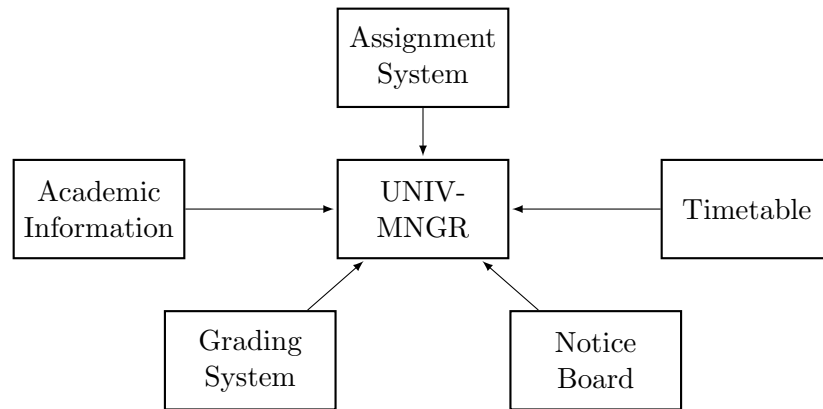 Assignment
System
Academic
Information
UNIV-
MNGR
Timetable
Grading
System
Notice
Board